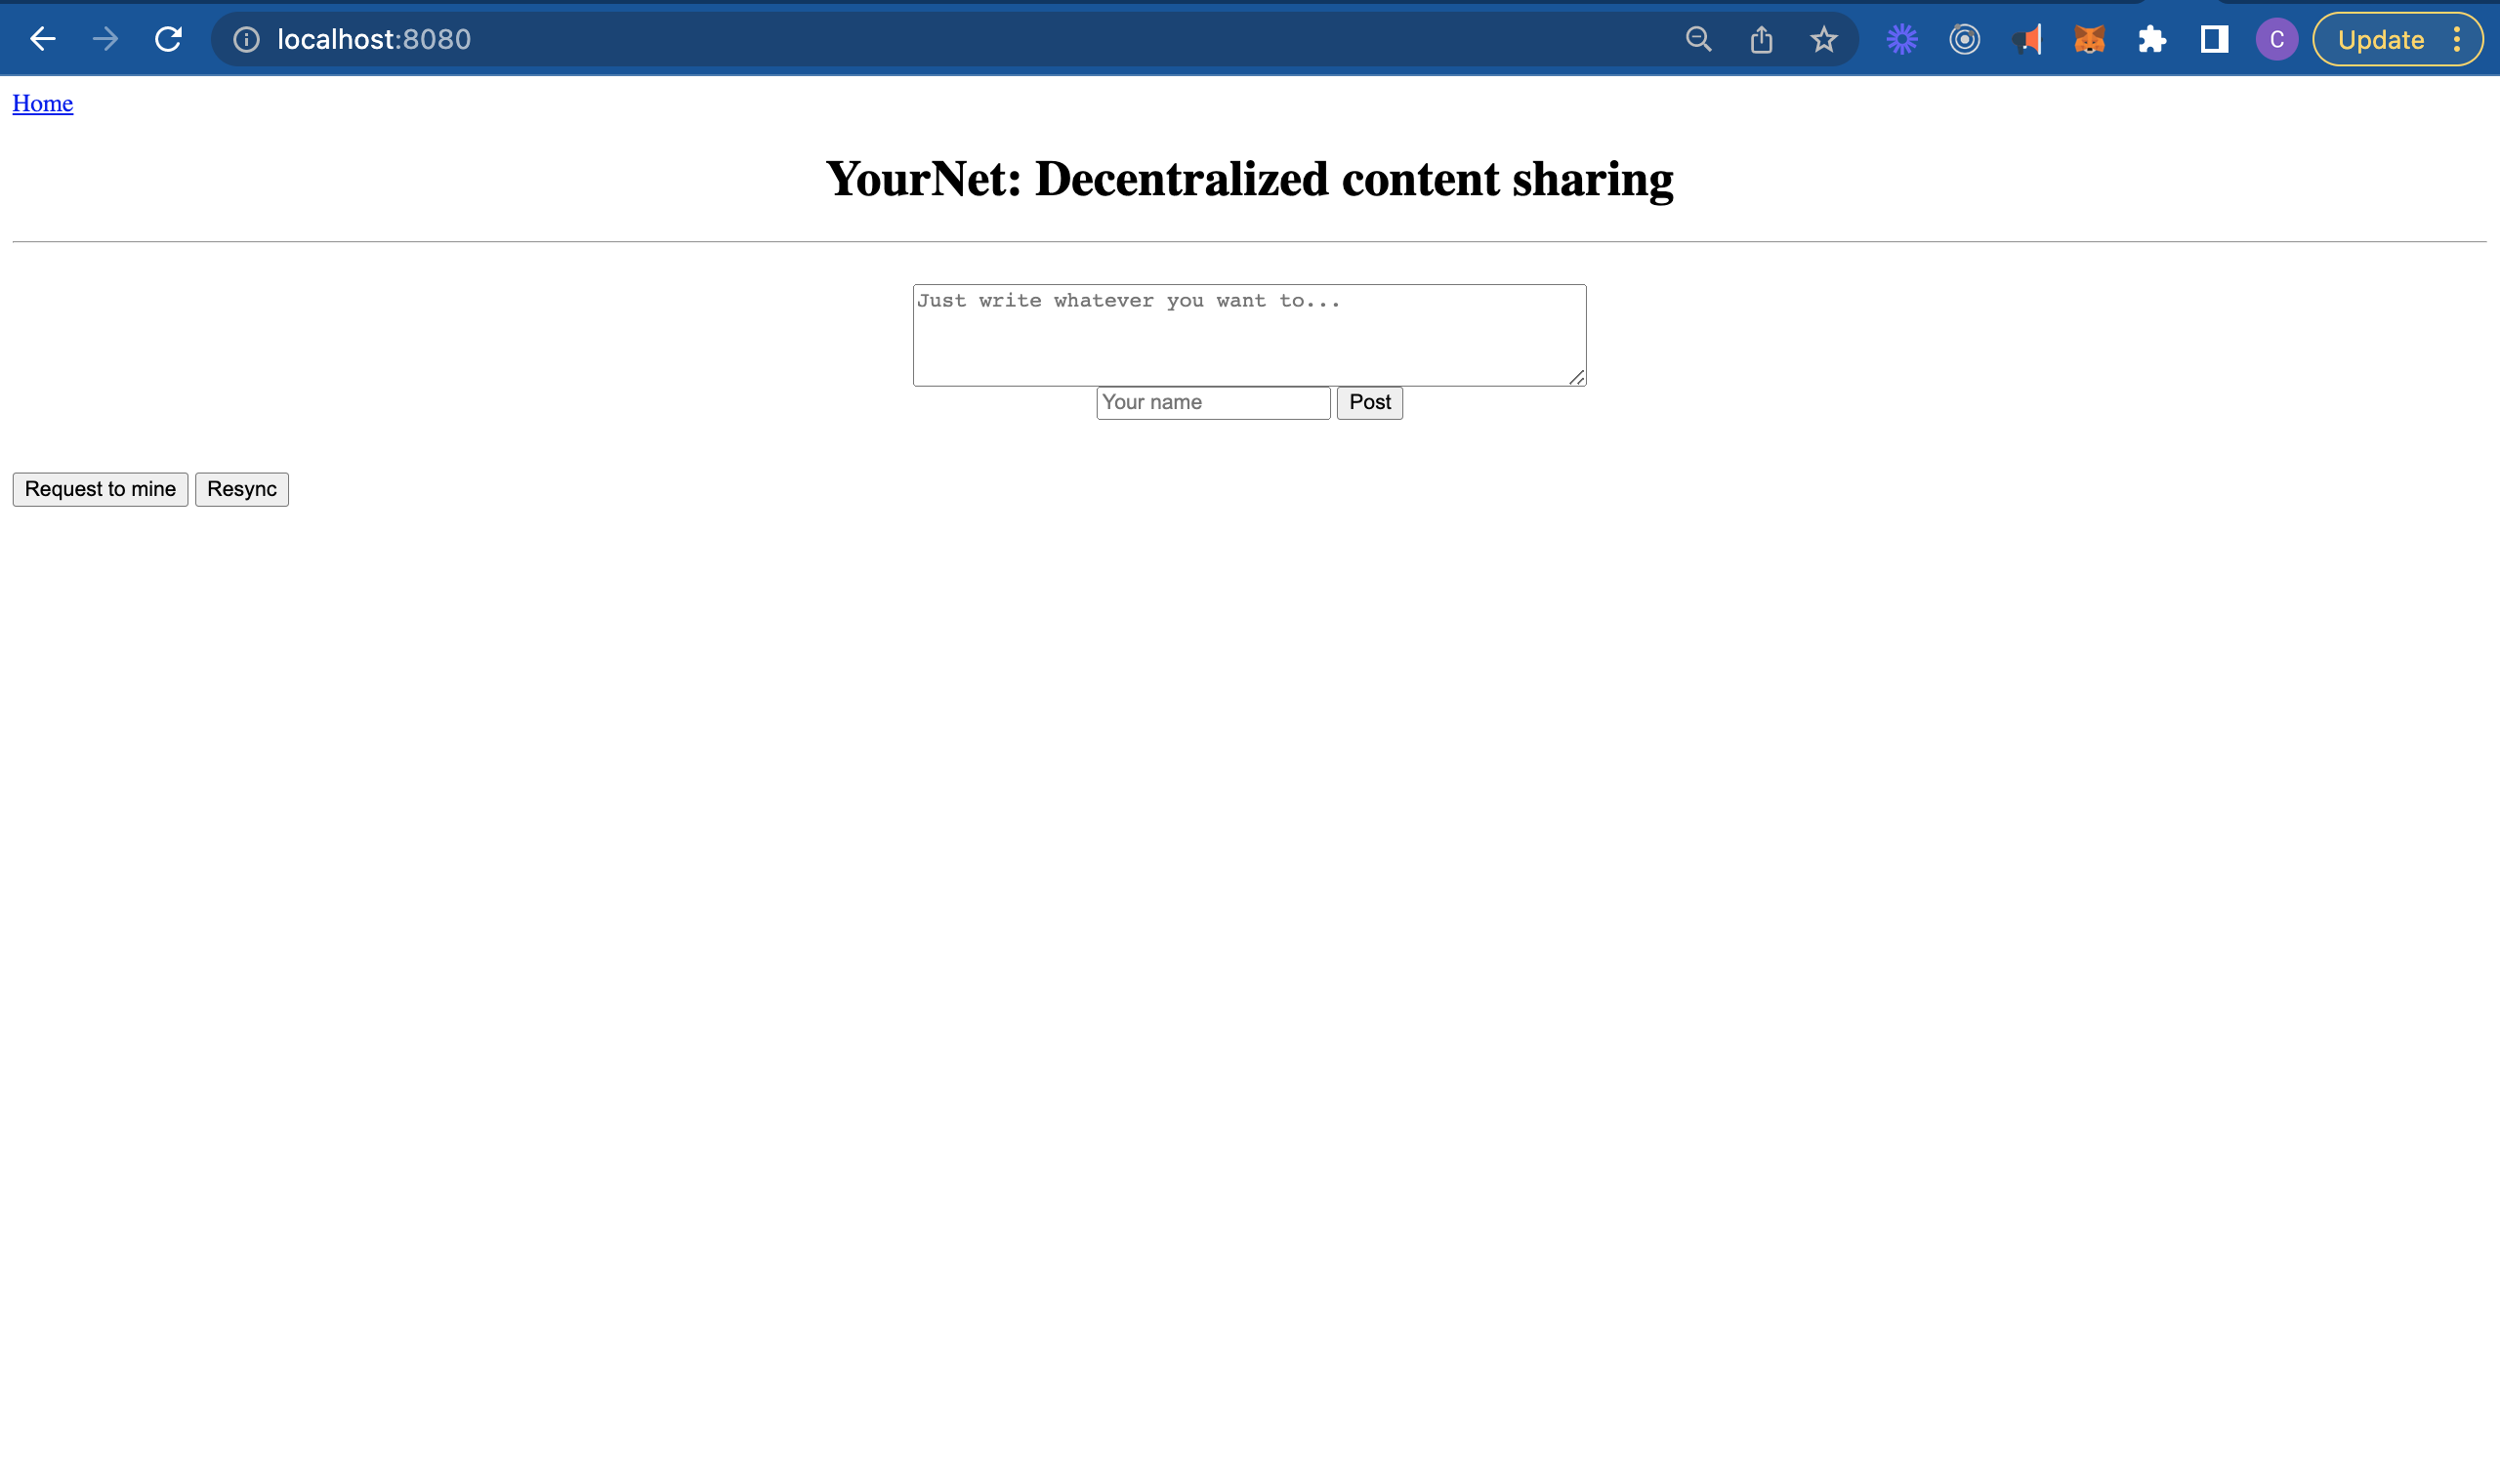 localhost:8080
C
Update
Home
YourNet: Decentralized content sharing
Just write whatever you want to...
Your name
Post
Request to mine
Resync